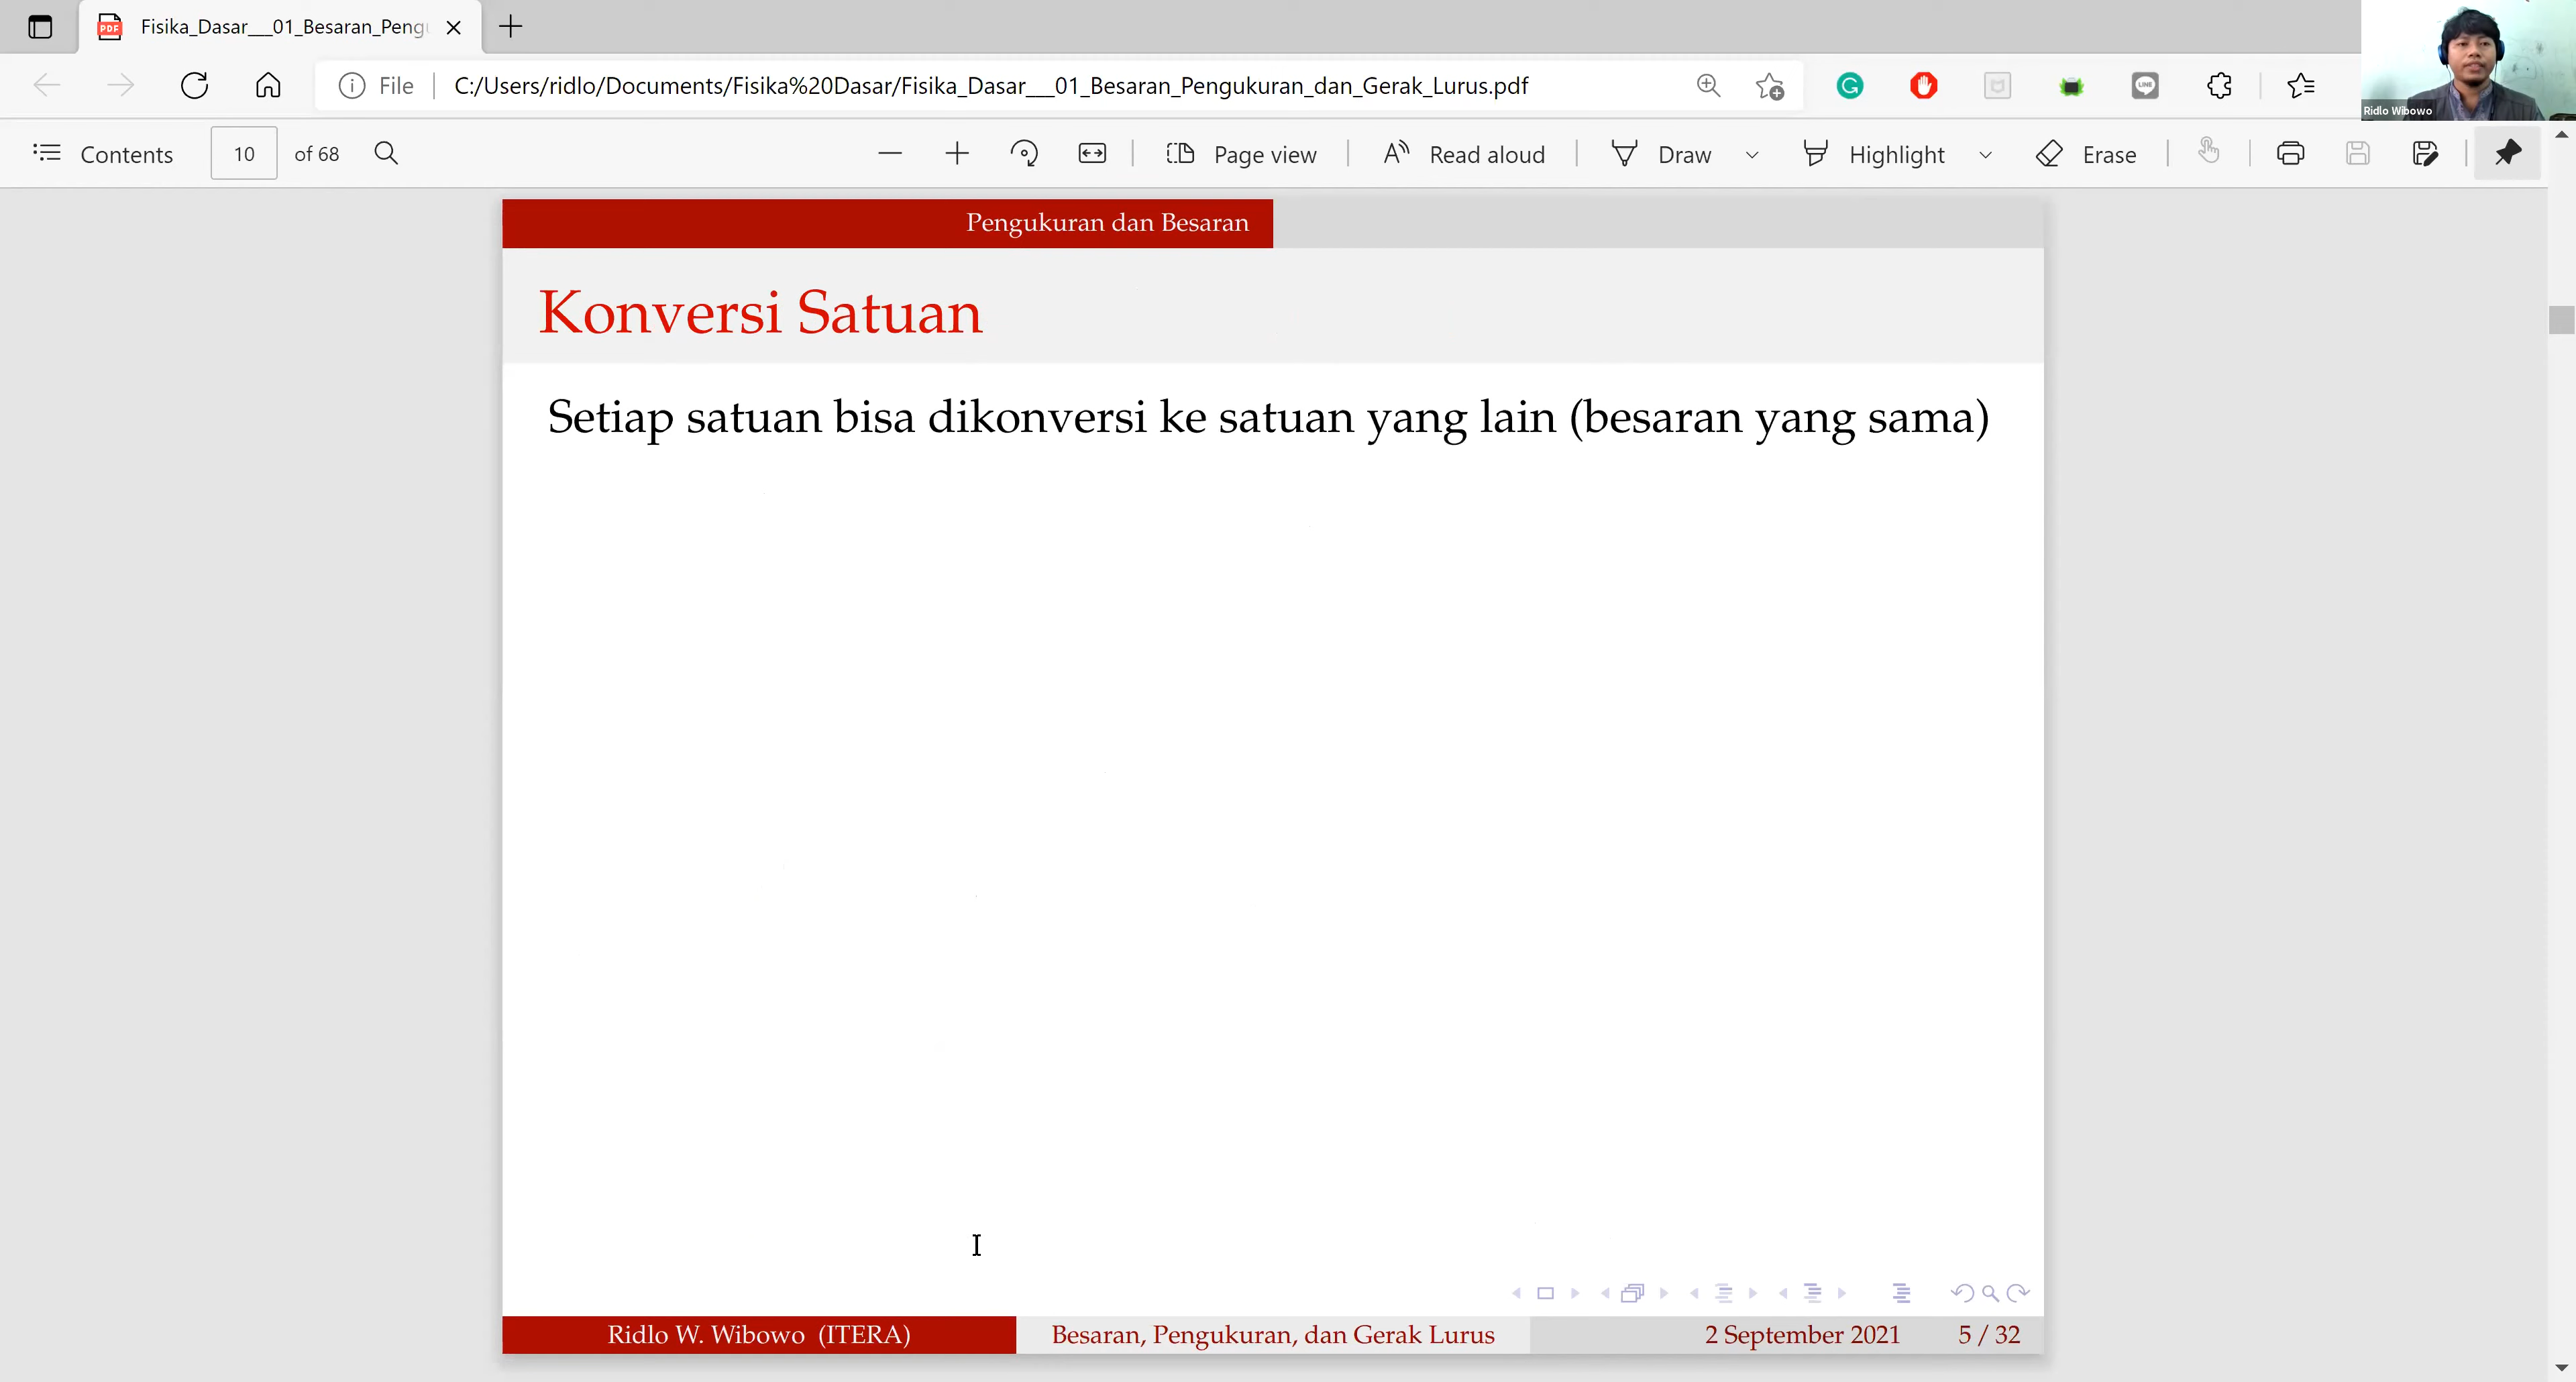 Fisika_Dasar___01_Besaran_Peng
File
C:/Users/ridlo/Documents/Fisika%20Dasar/Fisika_Dasar___01_Besaran_Pengukuran_dan_Gerak_Lurus.pdf
Ridlo Wibowo
Contents 10 of 68 Page view Read aloud Draw Highlight Erase
Pengukuran dan Besaran
Konversi Satuan
Setiap satuan bisa dikonversi ke satuan yang lain (besaran yang sama)
Ridlo W. Wibowo (ITERA) Besaran, Pengukuran, dan Gerak Lurus 2 September 2021 5 / 32